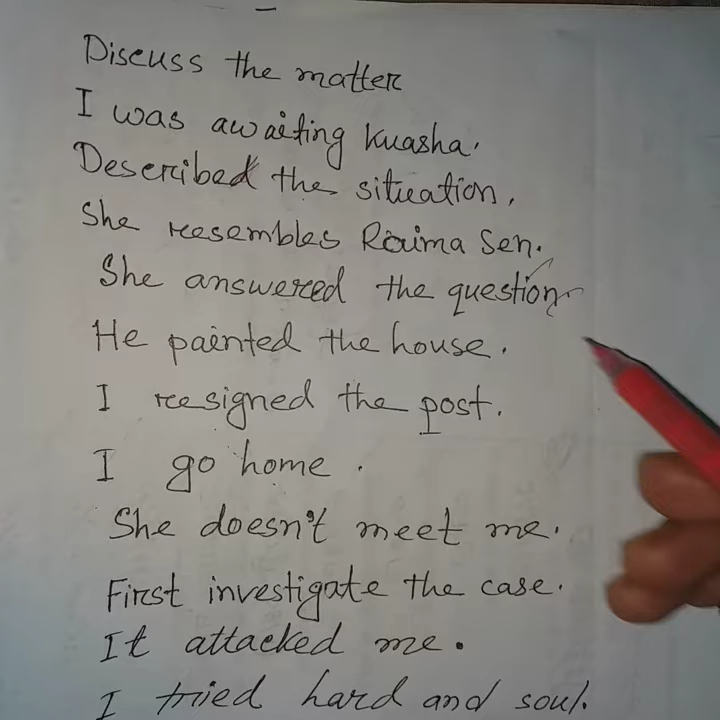 Discuss the matter
I was awaiting Kuasha.
Described the situation.
She resembles Raima Sen.
She answered the question
He painted the house.
I resigned the post.
I go home.
She doesn't meet me.
First investigate the case.
It attacked me.
I tried hard and soul.